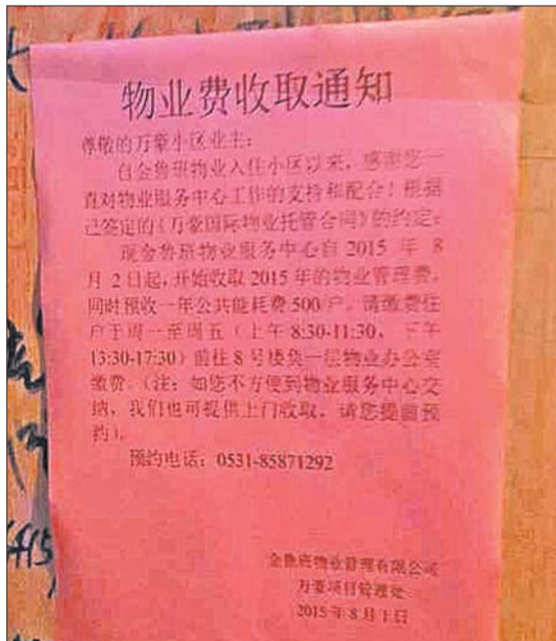 物业费收取通知
尊敬的万豪小区业主：
自金鲁班物业入住小区以来，感谢您一
直对物业服务中心工作的支持和配合！根据
已签定的《万豪国际物业托管合同》的约定：
现金鲁班物业服务中心自 2015 年 8
月 2 日起，开始收取 2015 年的物业管理费，
同时预收一年公共能耗费 500/户。请缴费住
户于周一至周五（上午 8:30-11:30、下午
13:30-17:30）前往 8 号楼负一层物业办公室
缴费。（注：如您不方便到物业服务中心交
纳，我们也可提供上门收取，请您提前预
约）。
预约电话：0531-85871292
金鲁班物业管理有限公司
万豪项目管理处
2015 年 8 月 1 日